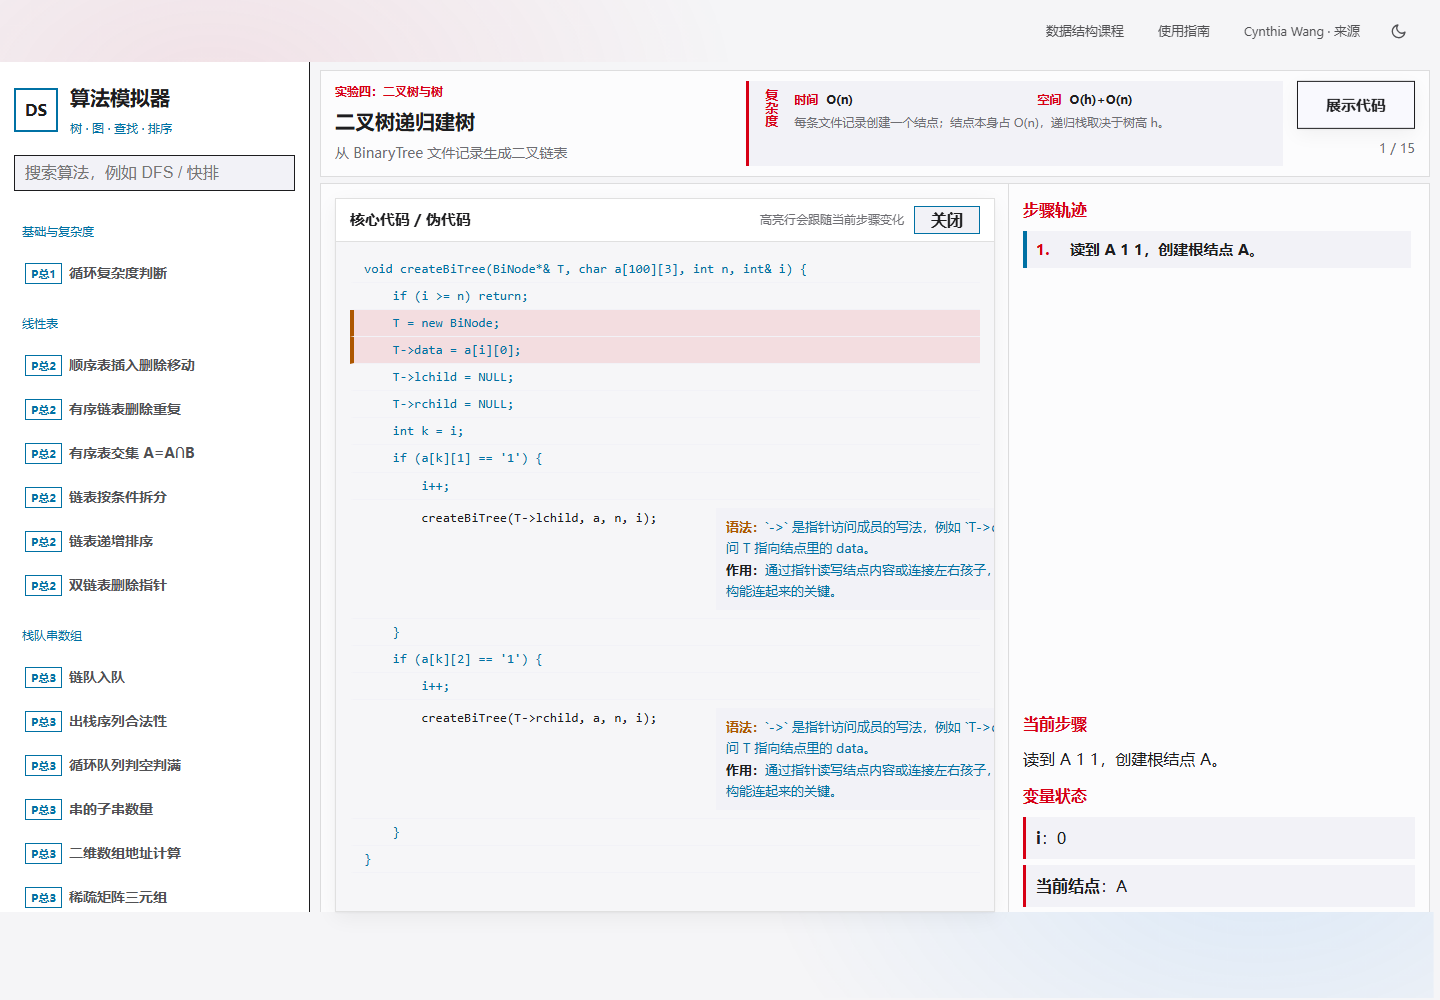 数据结构课程
使用指南
Cynthia Wang · 来源
DS
算法模拟器
树 · 图 · 查找 · 排序
搜索算法，例如 DFS / 快排
基础与复杂度
P总1 循环复杂度判断
线性表
P总2 顺序表插入删除移动
P总2 有序链表删除重复
P总2 有序表交集 A=A∩B
P总2 链表按条件拆分
P总2 链表递增排序
P总2 双链表删除指针
栈队串数组
P总3 链队入队
P总3 出栈序列合法性
P总3 循环队列判空判满
P总3 串的子串数量
P总3 二维数组地址计算
P总3 稀疏矩阵三元组
实验四：二叉树与树
二叉树递归建树
从 BinaryTree 文件记录生成二叉链表
复杂度
时间 O(n)
空间 O(h)+O(n)
每条文件记录创建一个结点；结点本身占 O(n)，递归栈取决于树高 h。
展示代码
1 / 15
核心代码 / 伪代码
高亮行会跟随当前步骤变化
关闭
void createBiTree(BiNode*& T, char a[100][3], int n, int& i) {
if (i >= n) return;
T = new BiNode;
T->data = a[i][0];
T->lchild = NULL;
T->rchild = NULL;
int k = i;
if (a[k][1] == '1') {
i++;
createBiTree(T->lchild, a, n, i);
语法：`->` 是指针访问成员的写法，例如 `T->
问 T 指向结点里的 data。
作用：通过指针读写结点内容或连接左右孩子，
构能连起来的关键。
}
if (a[k][2] == '1') {
i++;
createBiTree(T->rchild, a, n, i);
语法：`->` 是指针访问成员的写法，例如 `T->
问 T 指向结点里的 data。
作用：通过指针读写结点内容或连接左右孩子，
构能连起来的关键。
}
}
步骤轨迹
1. 读到 A 1 1，创建根结点 A。
当前步骤
读到 A 1 1，创建根结点 A。
变量状态
i：0
当前结点：A